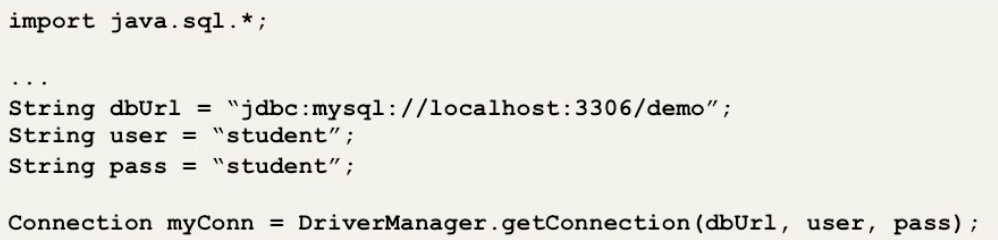 import java.sql.*;
...
String dbUrl = “jdbc:mysql://localhost:3306/demo”;
String user = “student”;
String pass = “student”;
Connection myConn = DriverManager.getConnection(dbUrl, user, pass);